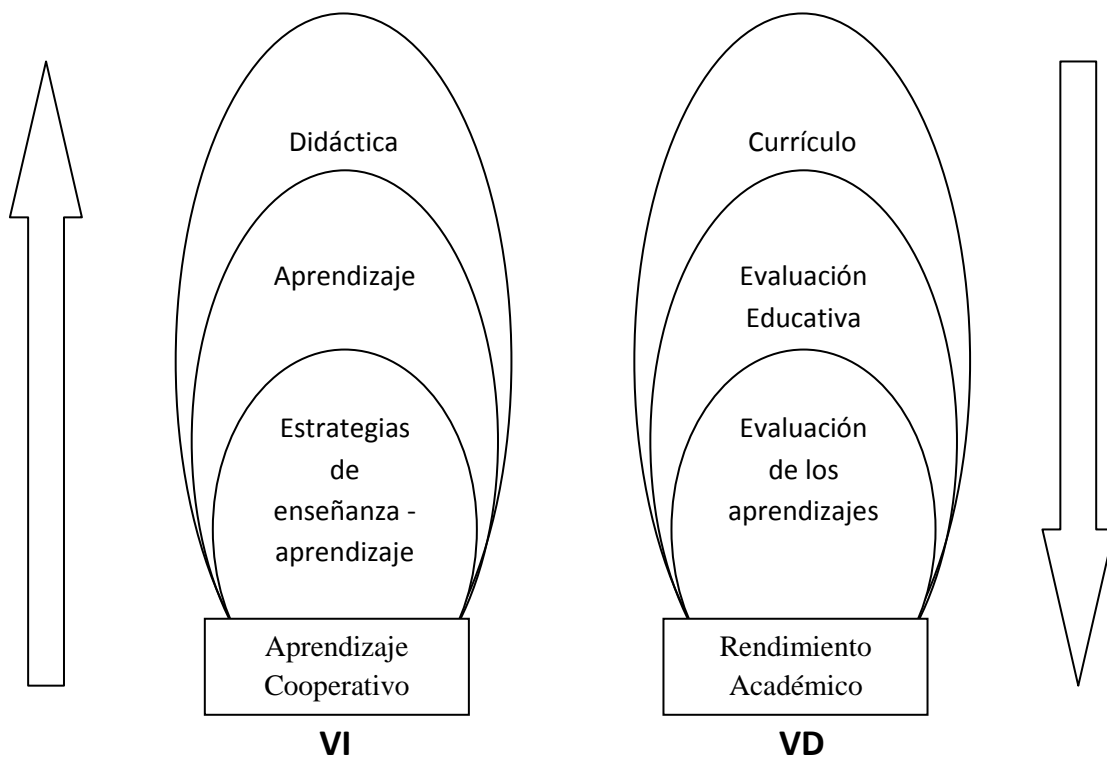 Didáctica
Aprendizaje
Estrategias
de
enseñanza -
aprendizaje
Aprendizaje
Cooperativo
VI
Currículo
Evaluación
Educativa
Evaluación
de los
aprendizajes
Rendimiento
Académico
VD